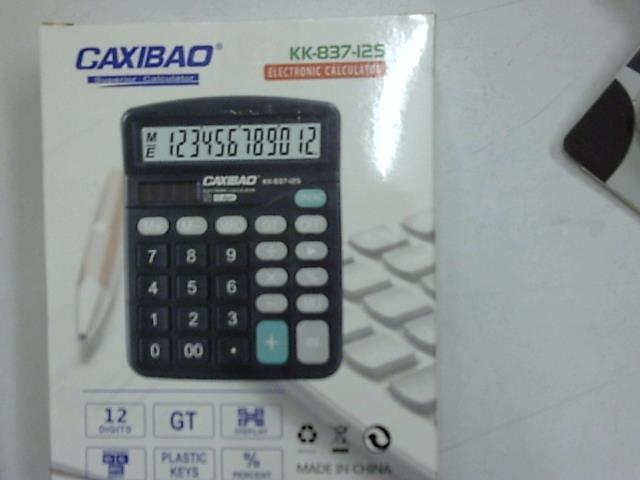 CAXIBAO®
Superior Calculator
KK-837-12S
ELECTRONIC CALCULATOR
M
E
123456789012
CAXIBAO KK-837-12S
7 8 9
4 5 6
1 2 3 +
0 00 .
12
DIGITS
GT
DISPLAY
PLASTIC
KEYS
%
PERCENT
MADE IN CHINA